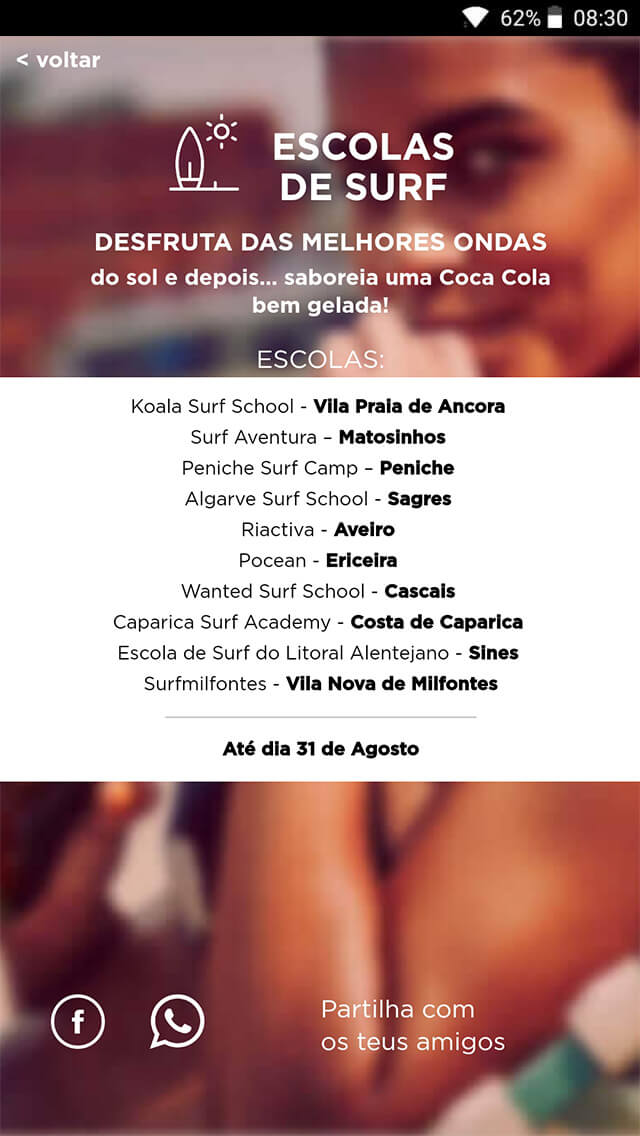 62% 08:30
< voltar
ESCOLAS
DE SURF
DESFRUTA DAS MELHORES ONDAS
do sol e depois... saboreia uma Coca Cola
bem gelada!
ESCOLAS:
Koala Surf School - Vila Praia de Ancora
Surf Aventura – Matosinhos
Peniche Surf Camp – Peniche
Algarve Surf School - Sagres
Riactiva - Aveiro
Pocean - Ericeira
Wanted Surf School - Cascais
Caparica Surf Academy - Costa de Caparica
Escola de Surf do Litoral Alentejano - Sines
Surfmilfontes - Vila Nova de Milfontes
Até dia 31 de Agosto
f
Partilha com
os teus amigos